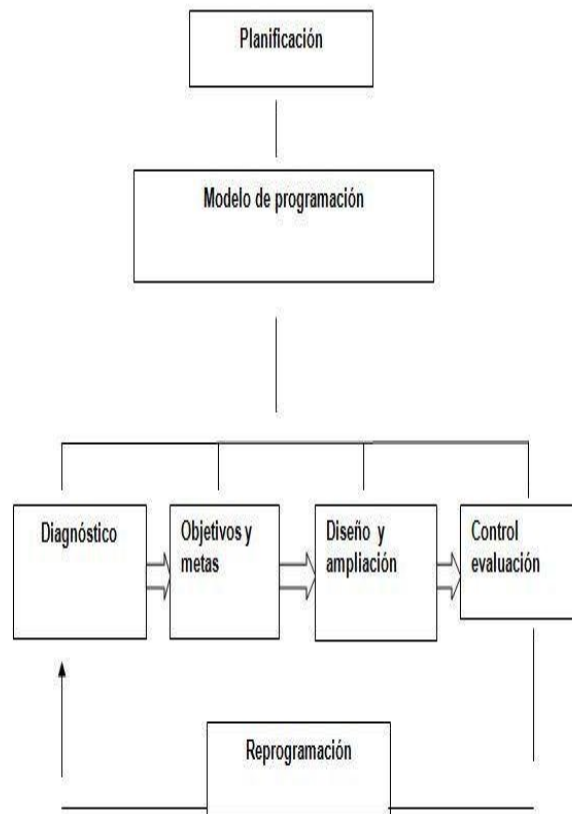 Planificación
Modelo de programación
Diagnóstico
Objetivos y
metas
Diseño y
ampliación
Control
evaluación
Reprogramación